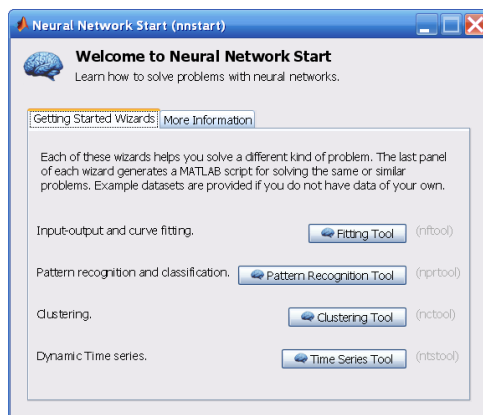 Neural Network Start (nnstart)
Welcome to Neural Network Start
Learn how to solve problems with neural networks.
Getting Started Wizards More Information
Each of these wizards helps you solve a different kind of problem. The last panel
of each wizard generates a MATLAB script for solving the same or similar
problems. Example datasets are provided if you do not have data of your own.
Input-output and curve fitting. Fitting Tool (nftool)
Pattern recognition and classification. Pattern Recognition Tool (nprtool)
Clustering. Clustering Tool (nctool)
Dynamic Time series. Time Series Tool (ntstool)